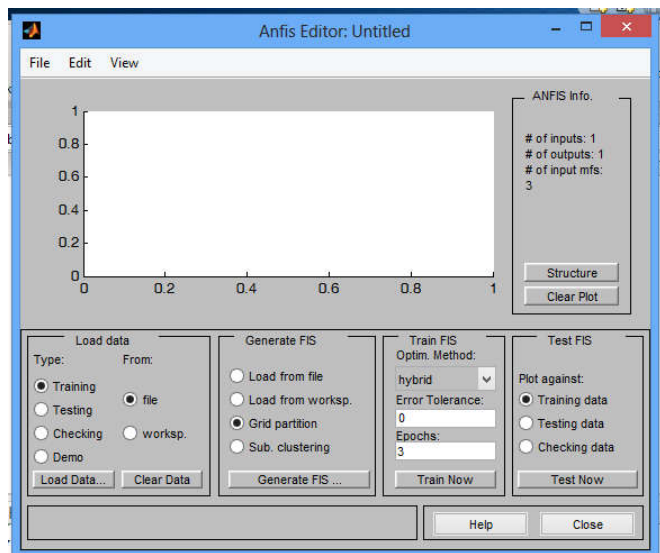 Anfis Editor: Untitled
File Edit View
ANFIS Info.
# of inputs: 1
# of outputs: 1
# of input mfs:
3
Structure
Clear Plot
1
0.8
0.6
0.4
0.2
0
0 0.2 0.4 0.6 0.8 1
Load data
Type: From:
Training
Testing
Checking
Demo
file
worksp.
Load Data... Clear Data
Generate FIS
Load from file
Load from worksp.
Grid partition
Sub. clustering
Generate FIS ...
Train FIS
Optim. Method:
hybrid
Error Tolerance:
0
Epochs:
3
Train Now
Test FIS
Plot against:
Training data
Testing data
Checking data
Test Now
Help Close